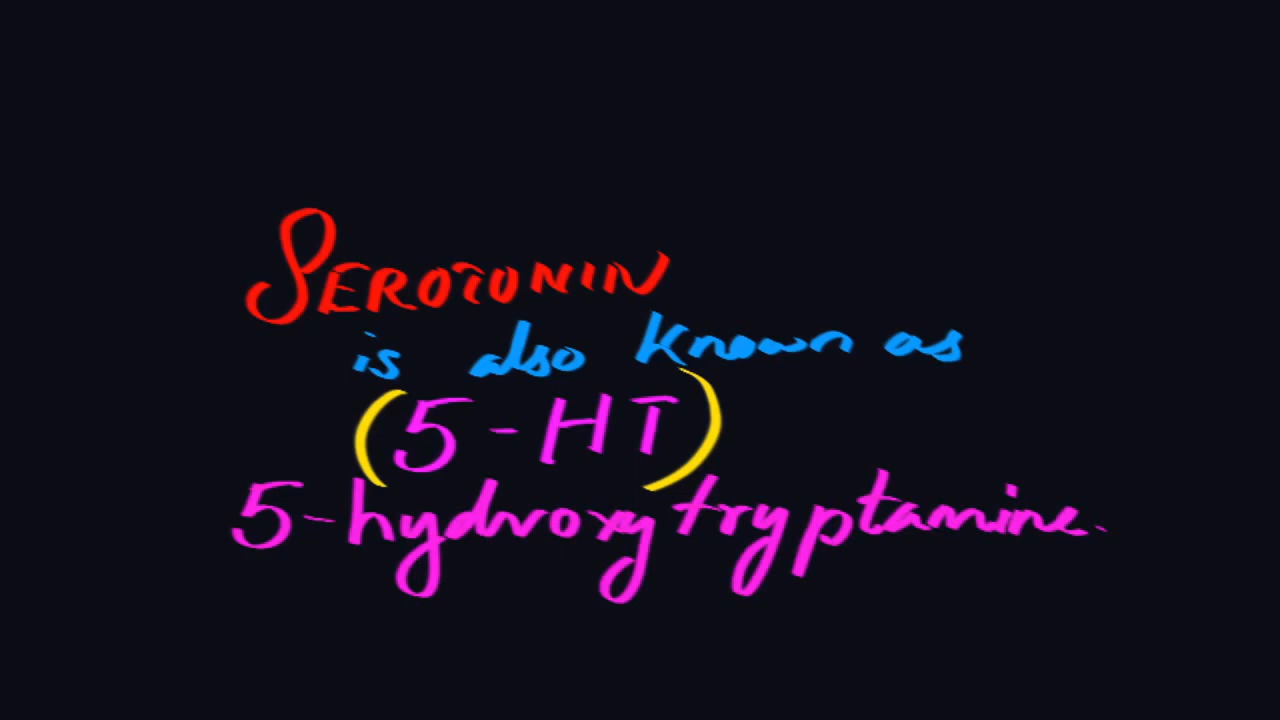 SEROTONIN
is also known as
(5-HT)
5-hydroxytryptamine.